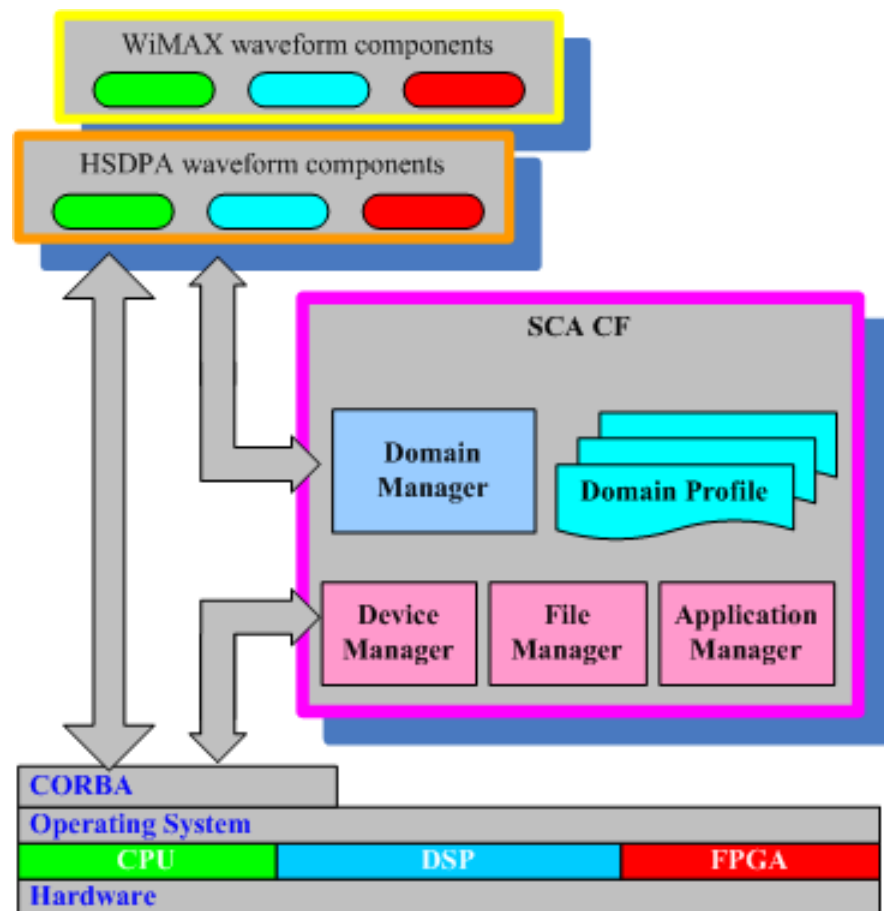 WiMAX waveform components
HSDPA waveform components
SCA CF
Domain
Manager
Domain Profile
Device
Manager
File
Manager
Application
Manager
CORBA
Operating System
CPU
DSP
FPGA
Hardware